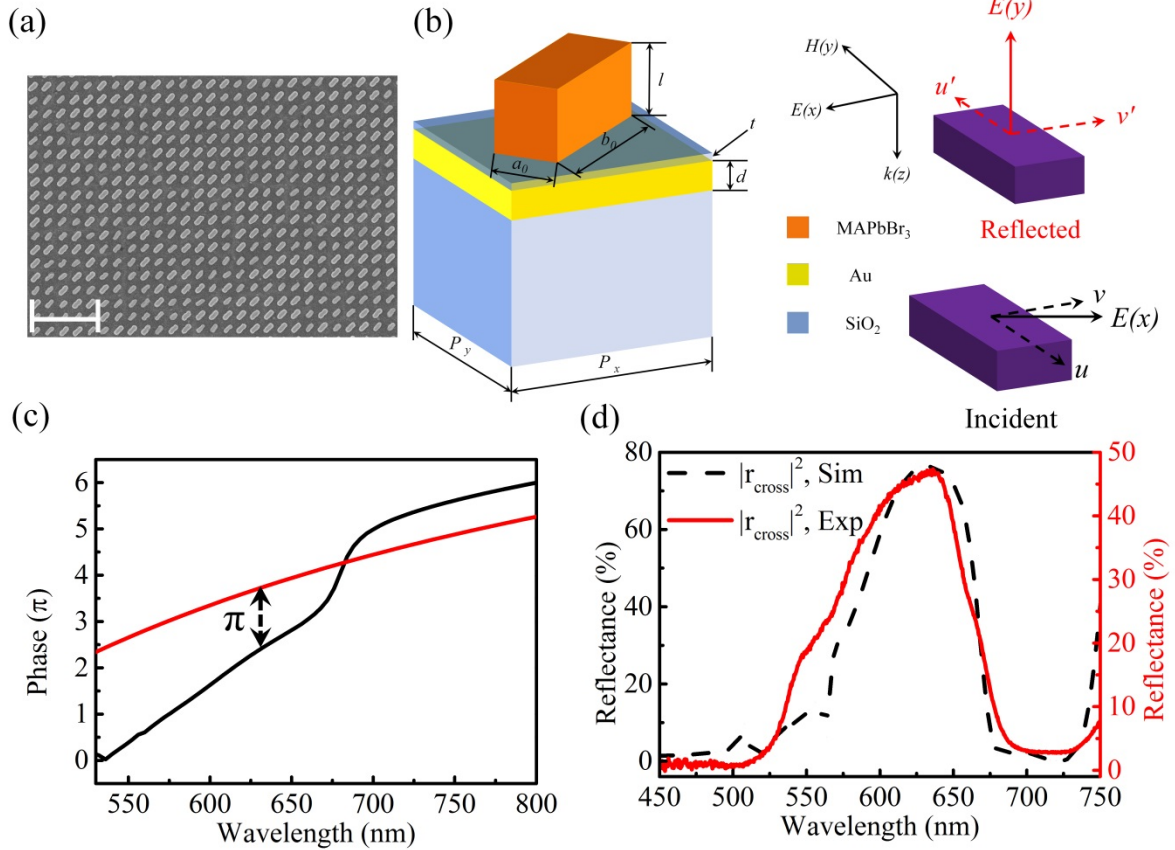 (a)
(b)
l
b0
a0
t
d
Py
Px
MAPbBr3
Au
SiO2
H(y)
E(x)
k(z)
E(y)
u'
v'
Reflected
v
E(x)
u
Incident
(c)
Phase (π)
6
5
4
3
2
1
0
π
550 600 650 700 750 800
Wavelength (nm)
(d)
Reflectance (%)
80
60
40
20
0
|rcross|², Sim
|rcross|², Exp
50
40
30
20
10
0
Reflectance (%)
450 500 550 600 650 700 750
Wavelength (nm)